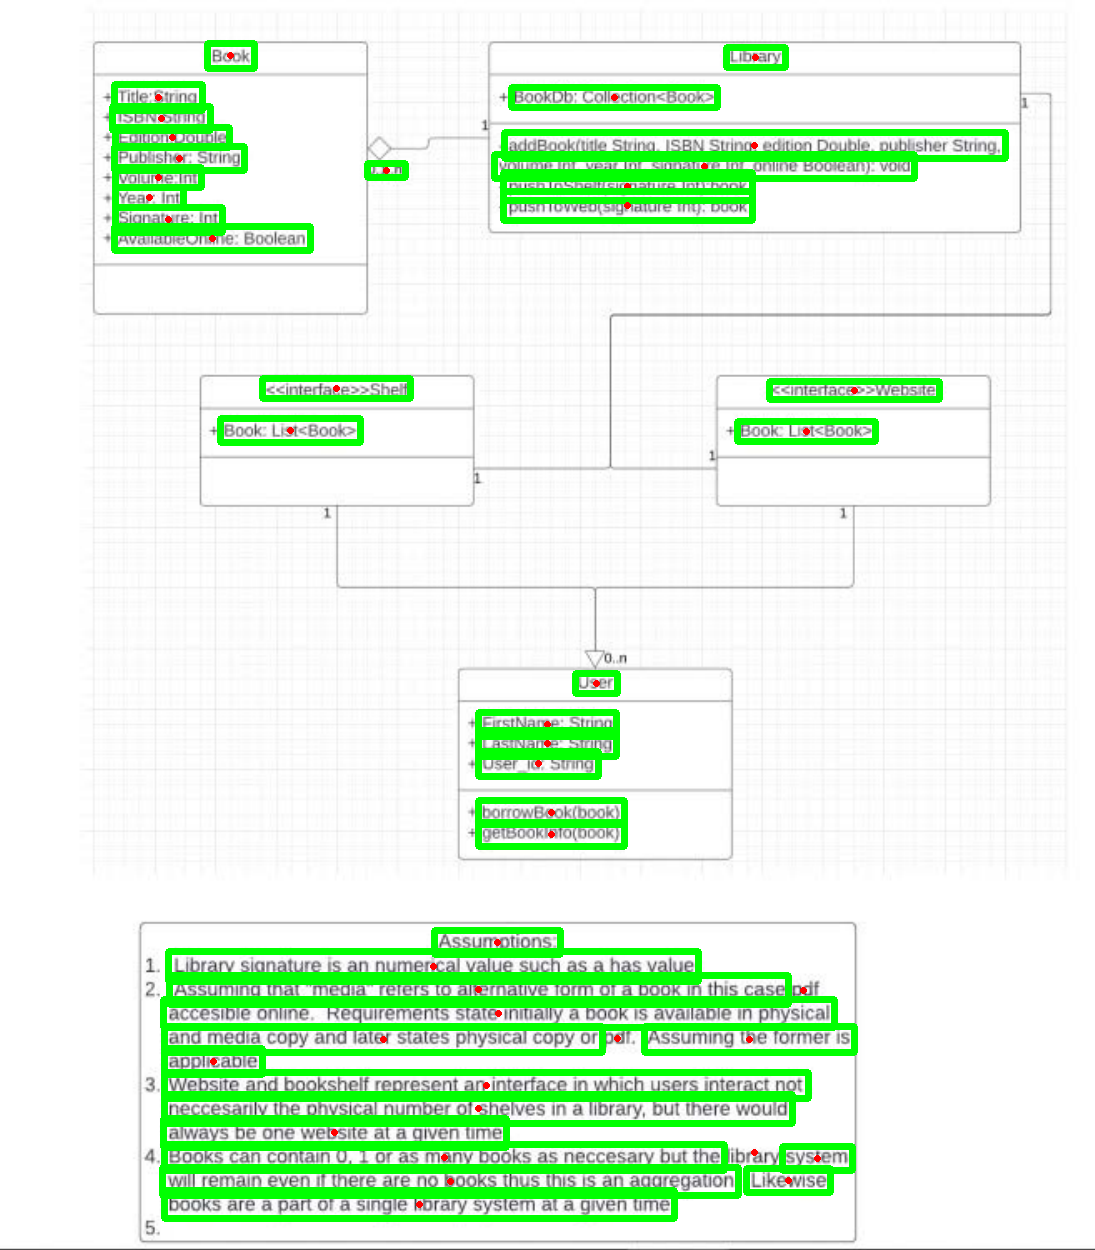 Book
+ Title:String
+ ISBN:String
+ Edition:Double
+ Publisher: String
+ Volume:Int
+ Year: Int
+ Signature: Int
+ AvailableOnline: Boolean
Library
+ BookDb: Collection<Book>
addBook(title String, ISBN String, edition Double, publisher String,
volume Int, year Int, signature Int, online Boolean): void
pushToShelf(signature Int):book
pushToWeb(signature Int): book
1
1
<<interface>>Shelf
+ Book: List<Book>
1
1
<<interface>>Website
+ Book: List<Book>
1
1
0..n
User
+ FirstName: String
+ LastName: String
+ User_id: String
+ borrowBook(book)
+ getBookInfo(book)
Assumptions:
1. Library signature is an numerical value such as a has value
2. Assuming that "media" refers to alternative form of a book in this case pdf
accesible online. Requirements state initially a book is available in physical
and media copy and later states physical copy or pdf. Assuming the former is
applicable
3. Website and bookshelf represent an interface in which users interact not
neccesarily the physical number of shelves in a library, but there would
always be one website at a given time
4. Books can contain 0, 1 or as many books as neccesary but the library system
will remain even if there are no books thus this is an aggregation Likewise
books are a part of a single library system at a given time
5.